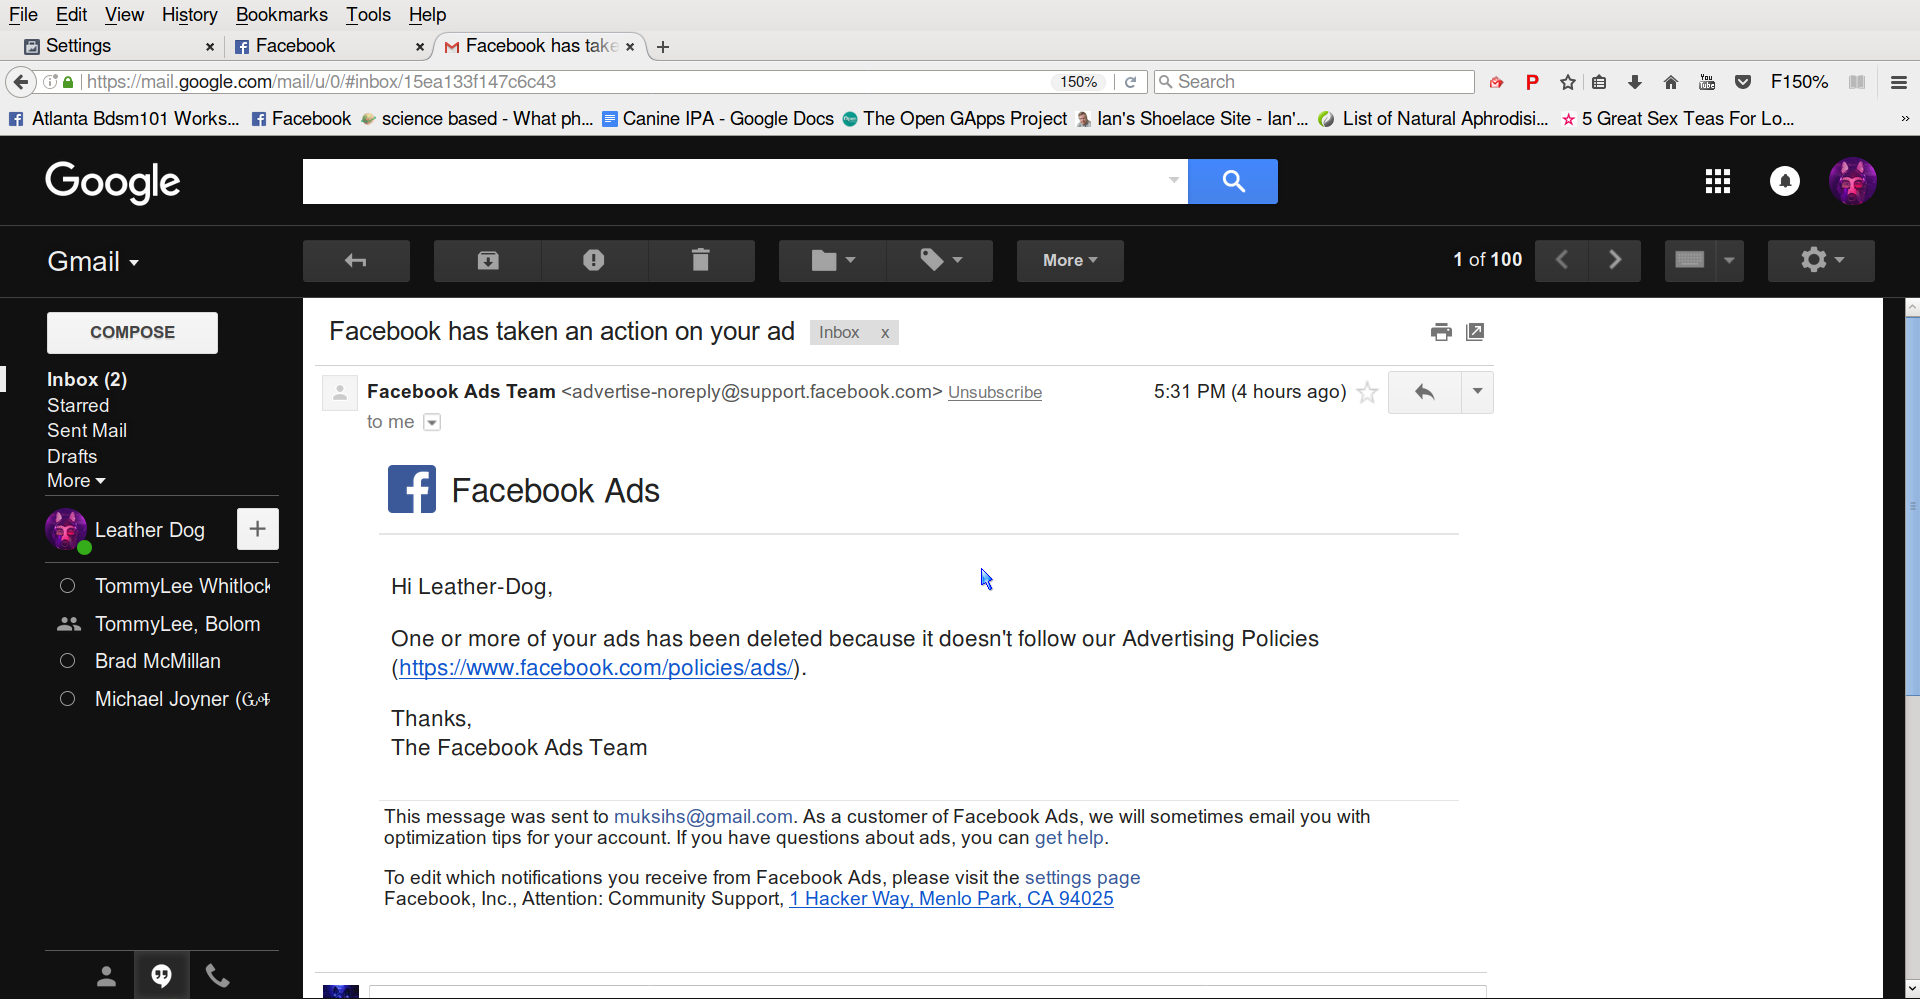 File Edit View History Bookmarks Tools Help
Settings × Facebook × Facebook has take × +
https://mail.google.com/mail/u/0/#inbox/15ea133f147c6c43 150% Search F150%
Atlanta Bdsm101 Works... Facebook science based - What ph... Canine IPA - Google Docs The Open GApps Project Ian's Shoelace Site - Ian'... List of Natural Aphrodisi... 5 Great Sex Teas For Lo... »
Google
Gmail More 1 of 100
COMPOSE
Inbox (2)
Starred
Sent Mail
Drafts
More
Leather Dog +
TommyLee Whitlock
TommyLee, Bolom
Brad McMillan
Michael Joyner (
Facebook has taken an action on your ad Inbox x
Facebook Ads Team <advertise-noreply@support.facebook.com> Unsubscribe 5:31 PM (4 hours ago)
to me
Facebook Ads
Hi Leather-Dog,
One or more of your ads has been deleted because it doesn't follow our Advertising Policies
(https://www.facebook.com/policies/ads/).
Thanks,
The Facebook Ads Team
This message was sent to muksihs@gmail.com. As a customer of Facebook Ads, we will sometimes email you with
optimization tips for your account. If you have questions about ads, you can get help.
To edit which notifications you receive from Facebook Ads, please visit the settings page
Facebook, Inc., Attention: Community Support, 1 Hacker Way, Menlo Park, CA 94025